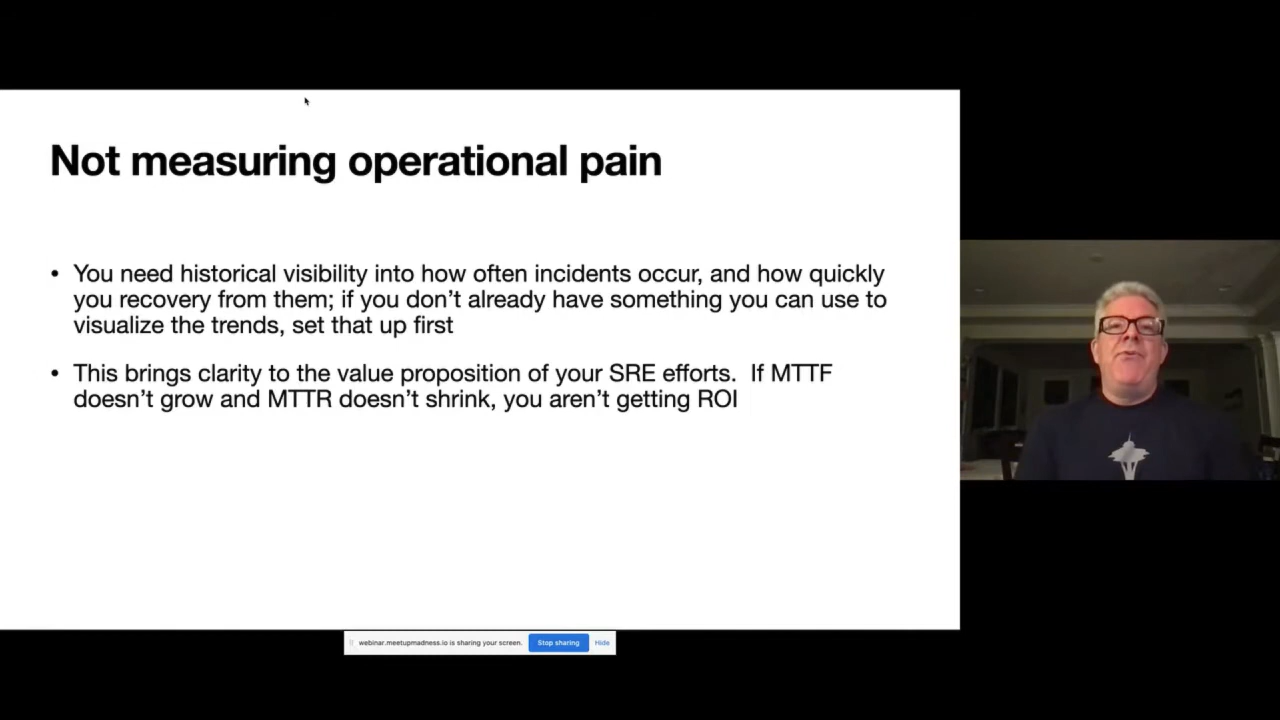 Not measuring operational pain
• You need historical visibility into how often incidents occur, and how quickly
you recovery from them; if you don’t already have something you can use to
visualize the trends, set that up first
• This brings clarity to the value proposition of your SRE efforts.  If MTTF
doesn’t grow and MTTR doesn’t shrink, you aren’t getting ROI
webinar.meetupmadness.io is sharing your screen. Stop sharing Hide